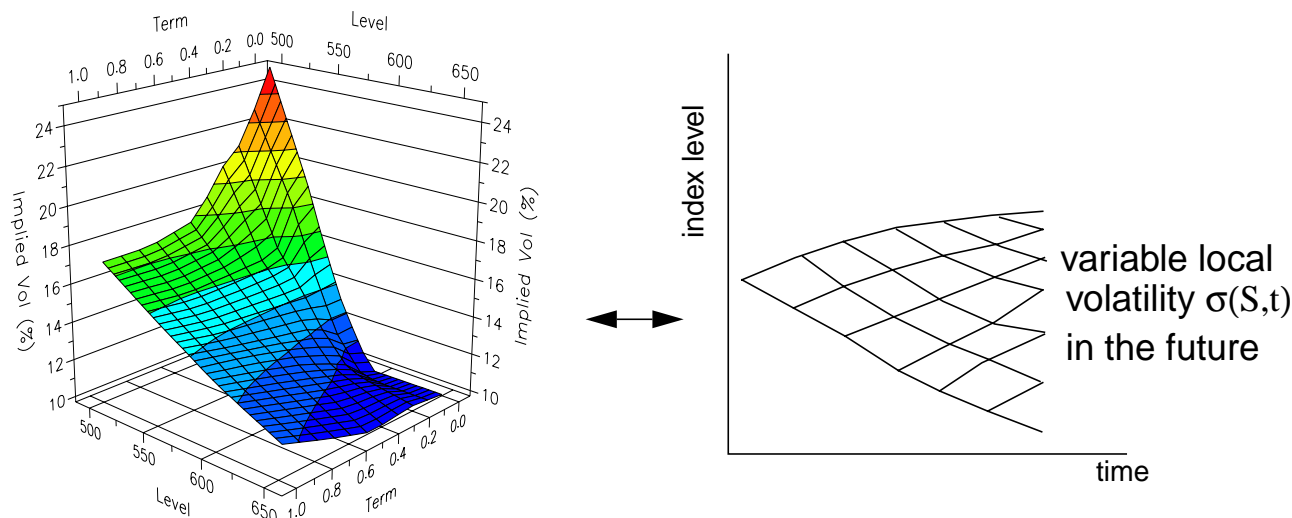 Term
Level
1.0 0.8 0.6 0.4 0.2 0.0
500 550 600 650
24 22 20 18 16 14 12 10
Implied Vol (%)
24 22 20 18 16 14 12 10
Implied Vol (%)
500 550 600 650
Level
1.0 0.8 0.6 0.4 0.2 0.0
Term
index level
time
variable local
volatility σ(S,t)
in the future